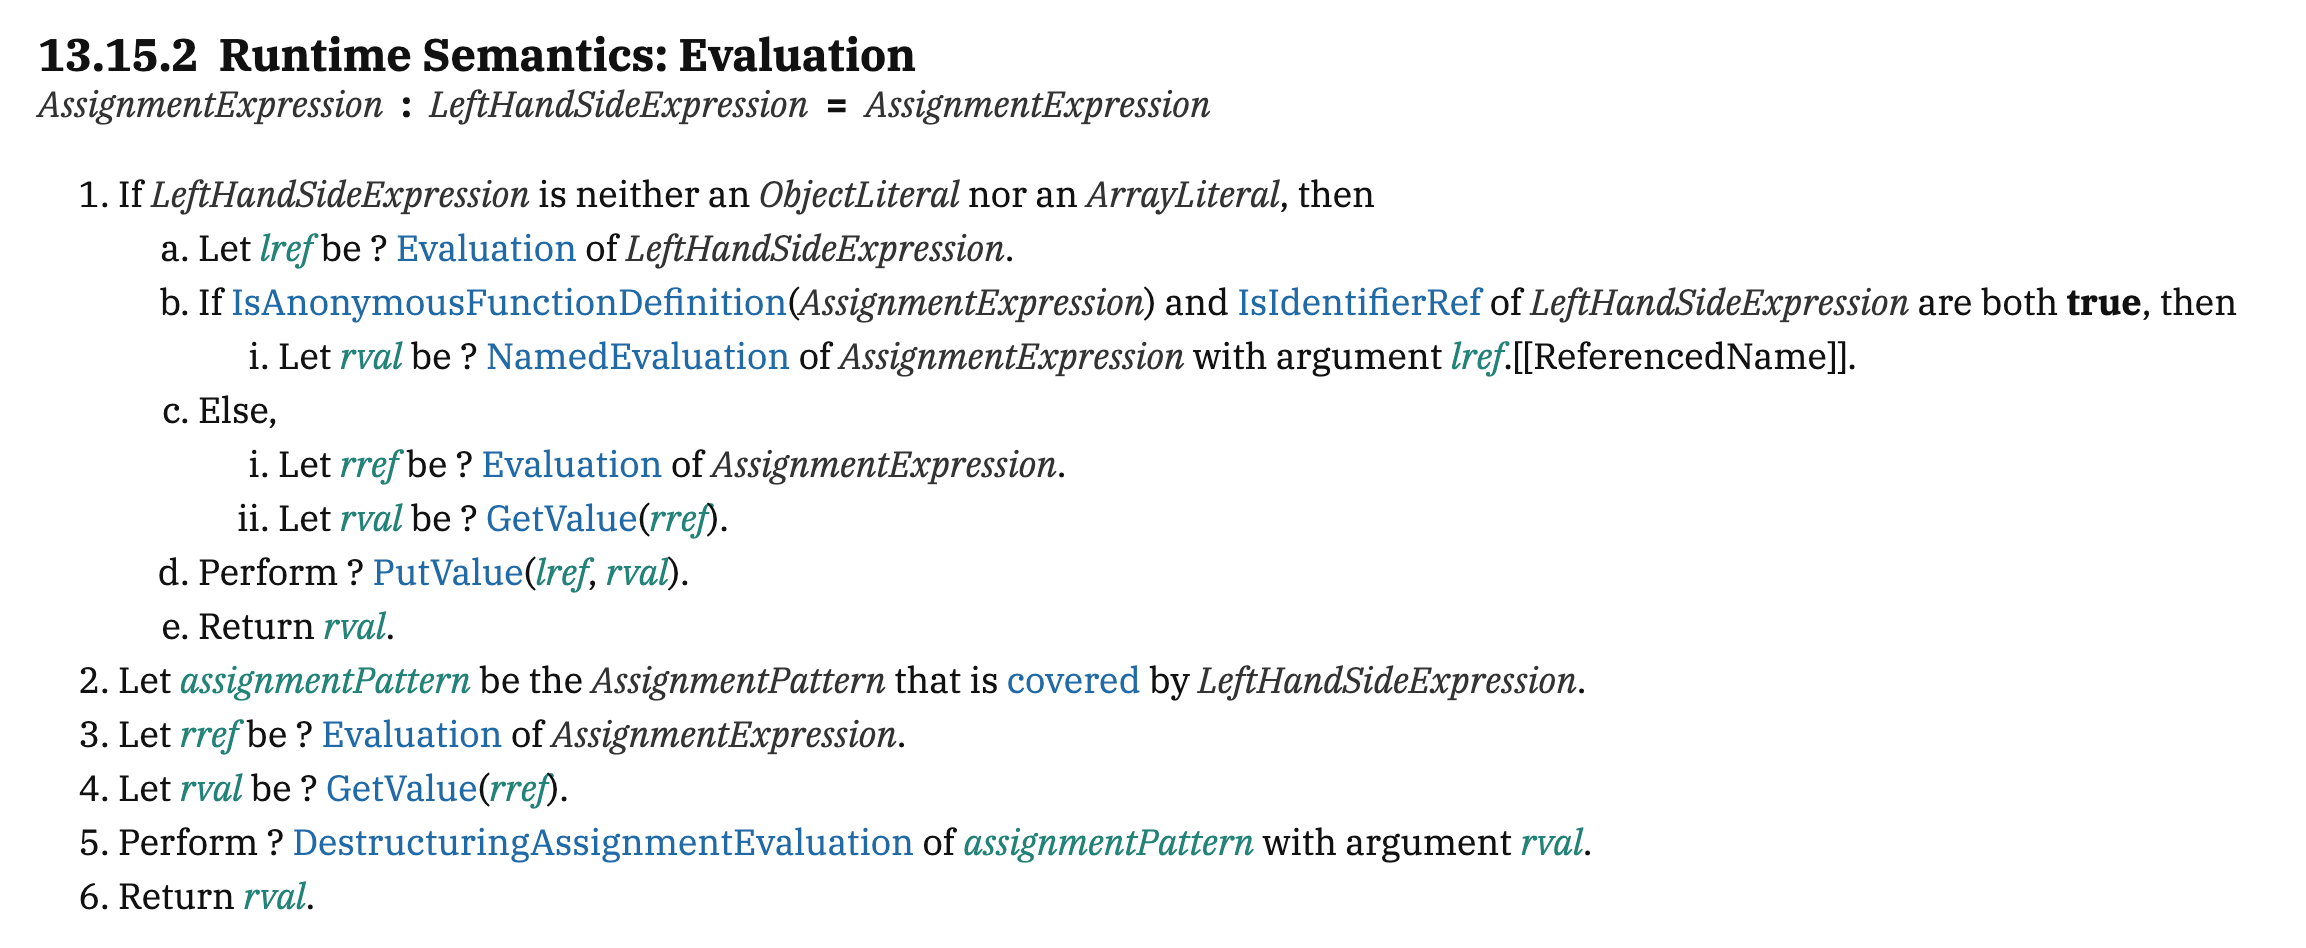 13.15.2 Runtime Semantics: Evaluation
AssignmentExpression : LeftHandSideExpression = AssignmentExpression
1. If LeftHandSideExpression is neither an ObjectLiteral nor an ArrayLiteral, then
a. Let lref be ? Evaluation of LeftHandSideExpression.
b. If IsAnonymousFunctionDefinition(AssignmentExpression) and IsIdentifierRef of LeftHandSideExpression are both true, then
i. Let rval be ? NamedEvaluation of AssignmentExpression with argument lref.[[ReferencedName]].
c. Else,
i. Let rref be ? Evaluation of AssignmentExpression.
ii. Let rval be ? GetValue(rref).
d. Perform ? PutValue(lref, rval).
e. Return rval.
2. Let assignmentPattern be the AssignmentPattern that is covered by LeftHandSideExpression.
3. Let rref be ? Evaluation of AssignmentExpression.
4. Let rval be ? GetValue(rref).
5. Perform ? DestructuringAssignmentEvaluation of assignmentPattern with argument rval.
6. Return rval.